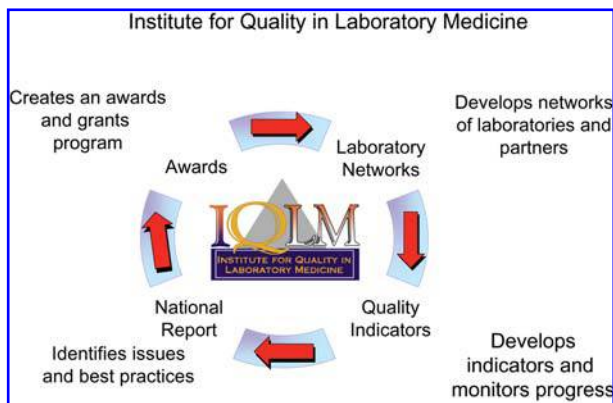 Institute for Quality in Laboratory Medicine
Creates an awards
and grants
program
Develops networks
of laboratories and
partners
Awards
Laboratory
Networks
IQLM
INSTITUTE FOR QUALITY IN
LABORATORY MEDICINE
National
Report
Quality
Indicators
Identifies issues
and best practices
Develops
indicators and
monitors progress